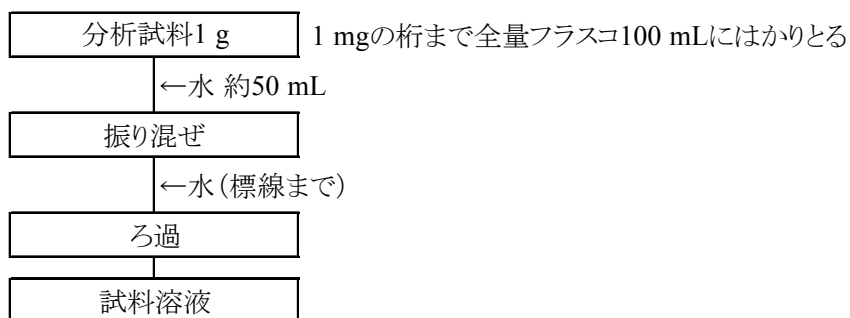 分析試料1 g 1 mgの桁まで全量フラスコ100 mLにはかりとる
←水 約50 mL
振り混ぜ
←水(標線まで)
ろ過
試料溶液